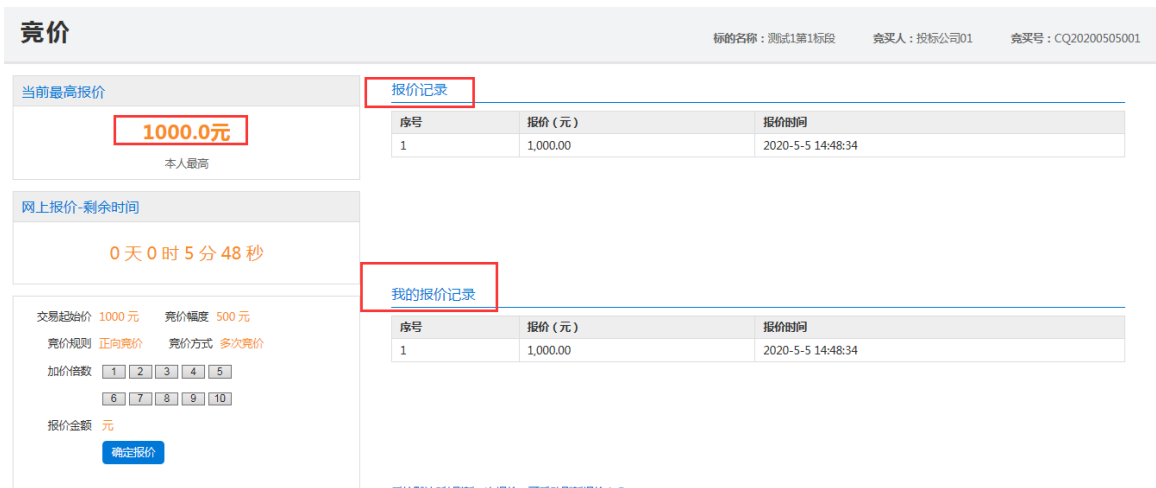 竞价
标的名称：测试1第1标段 竞买人：投标公司01 竞买号：CQ20200505001
当前最高报价
1000.0元
本人最高
网上报价-剩余时间
0 天 0 时 5 分 48 秒
交易起始价 1000 元 竞价幅度 500 元
竞价规则 正向竞价 竞价方式 多次竞价
加价倍数 1 2 3 4 5
6 7 8 9 10
报价金额 元
确定报价
报价记录
序号 报价（元） 报价时间
1 1,000.00 2020-5-5 14:48:34
我的报价记录
序号 报价（元） 报价时间
1 1,000.00 2020-5-5 14:48:34